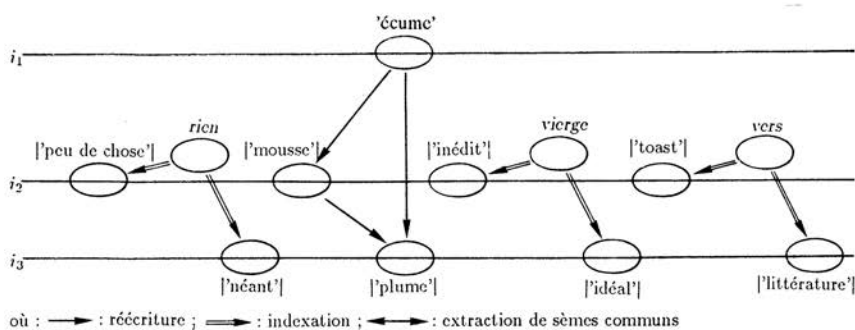 'écume'
i₁
rien vierge vers
|'peu de chose'| |'mousse'| |'inédit'| |'toast'|
i₂
i₃
|'néant'| |'plume'| |'idéal'| |'littérature'|
où : → : réécriture ; ⇒ : indexation ; ↔ : extraction de sèmes communs